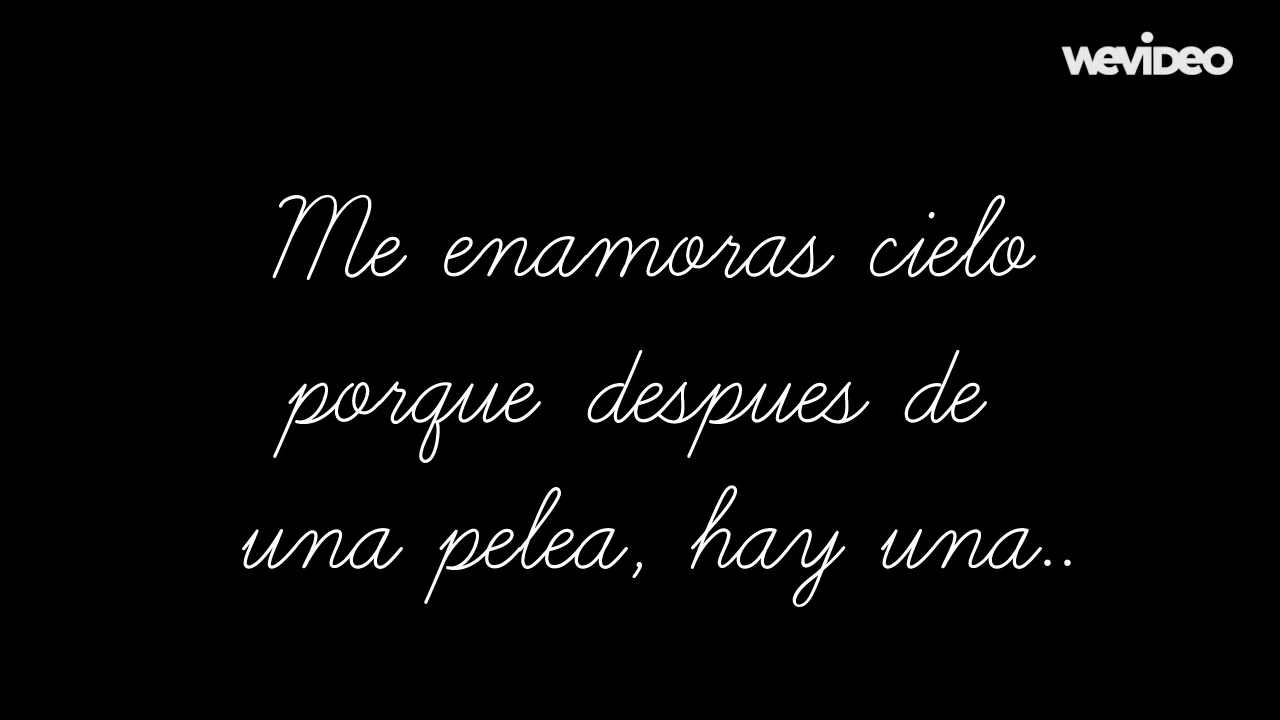 WEVIDEO
Me enamoras cielo
porque despues de
una pelea, hay una..